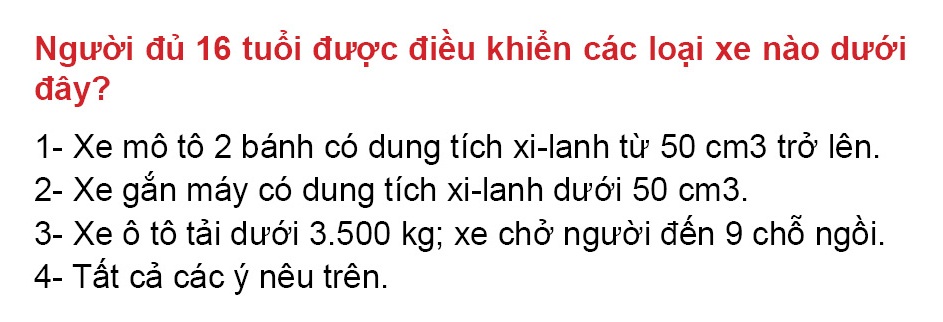 Người đủ 16 tuổi được điều khiển các loại xe nào dưới
đây?
1- Xe mô tô 2 bánh có dung tích xi-lanh từ 50 cm3 trở lên.
2- Xe gắn máy có dung tích xi-lanh dưới 50 cm3.
3- Xe ô tô tải dưới 3.500 kg; xe chở người đến 9 chỗ ngồi.
4- Tất cả các ý nêu trên.